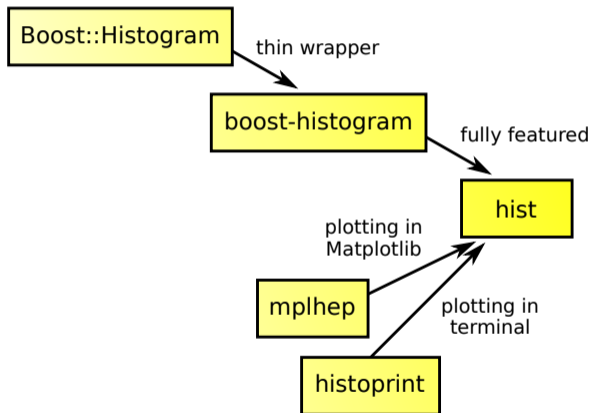 Boost::Histogram
thin wrapper
boost-histogram
fully featured
hist
plotting in
Matplotlib
mplhep
plotting in
terminal
histoprint